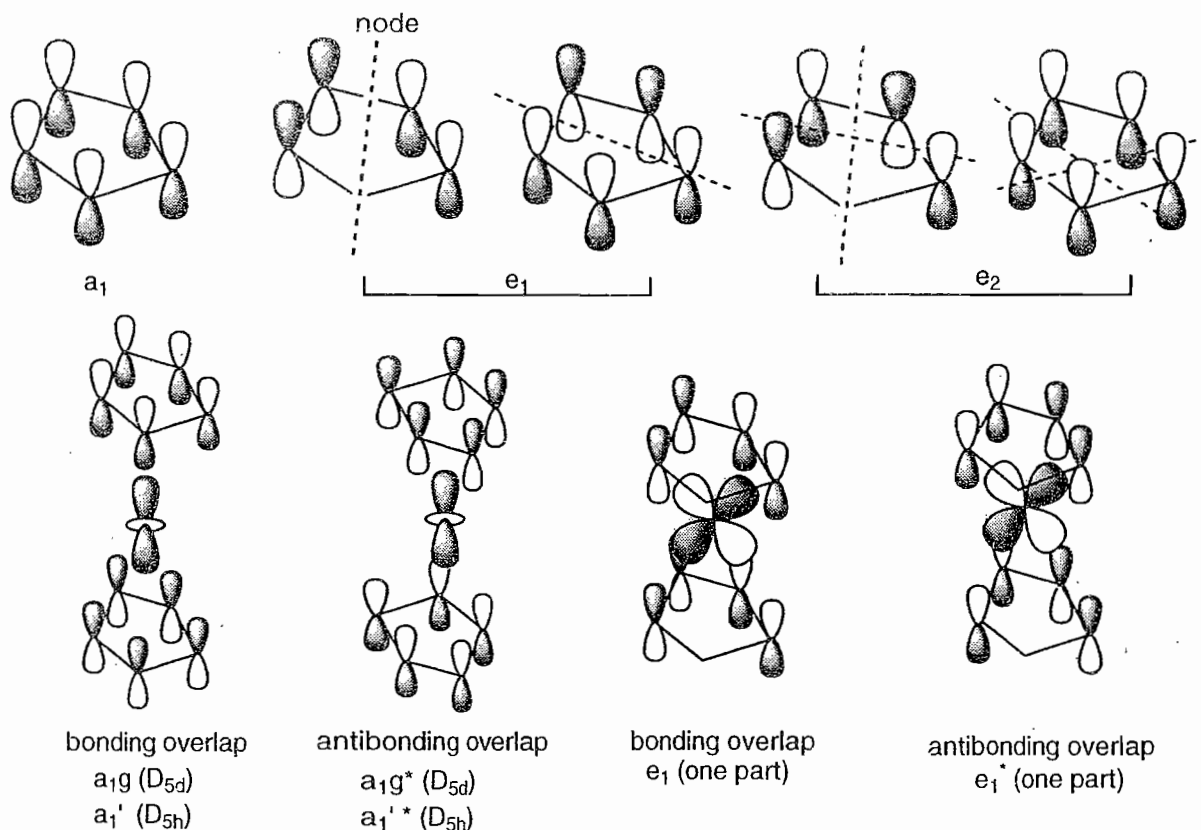 node
a₁
e₁
e₂
bonding overlap
a₁g (D₅d)
a₁' (D₅h)
antibonding overlap
a₁g* (D₅d)
a₁'* (D₅h)
bonding overlap
e₁ (one part)
antibonding overlap
e₁* (one part)